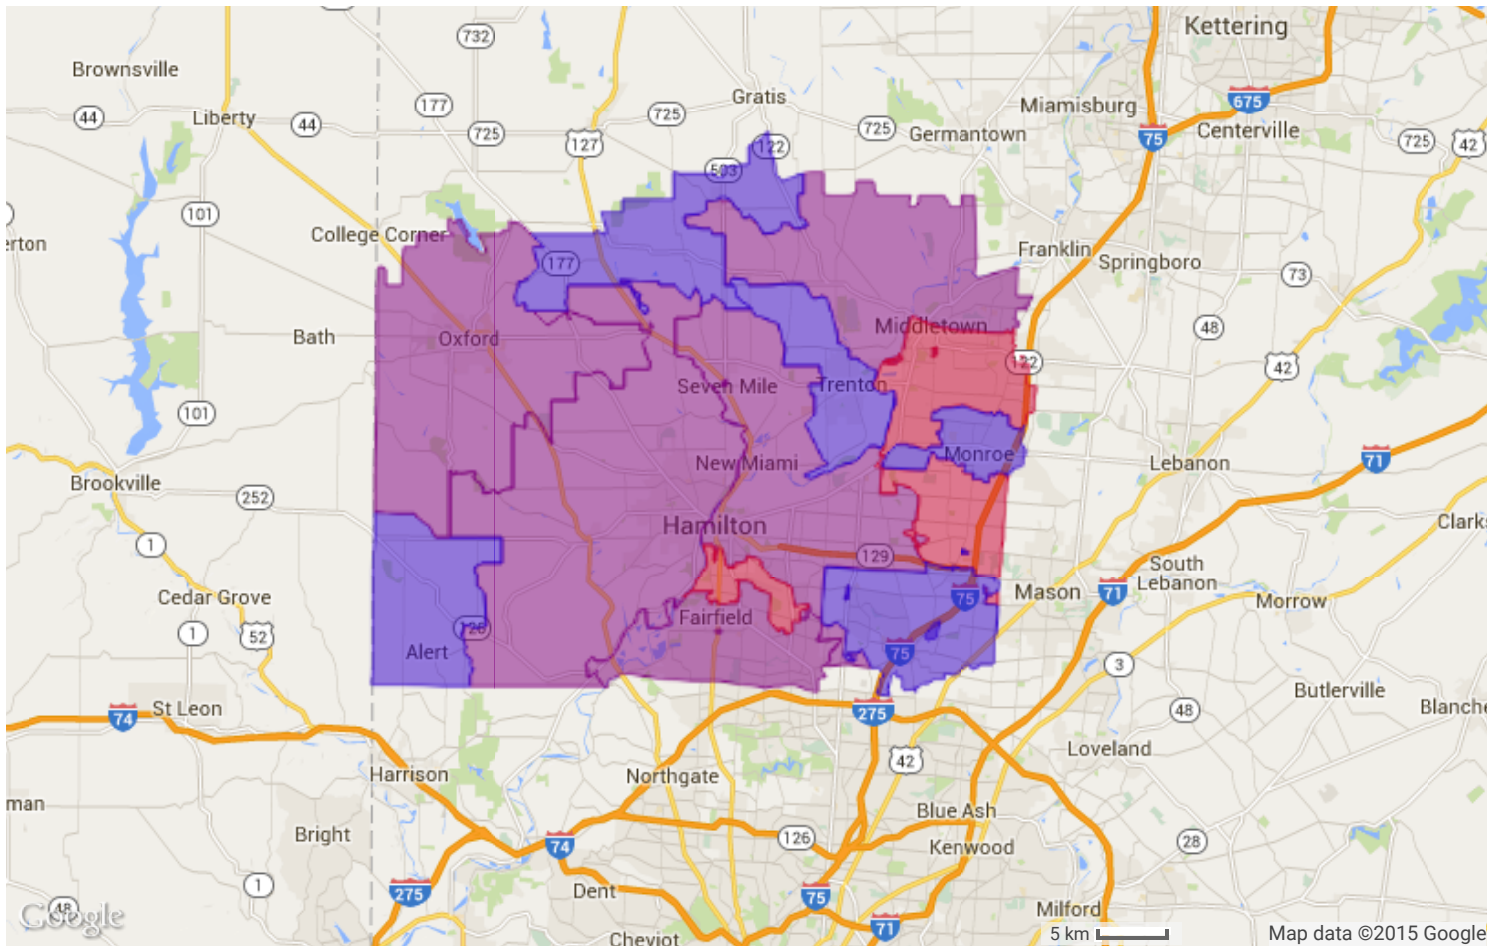 Kettering
732
Brownsville
675
177
Gratis
Miamisburg
44
Liberty
44
725
725
Germantown
75
Centerville
127
725
122
725
42
503
101
College Corner
erton
Franklin
Springboro
177
73
Middletown
48
Bath
Oxford
122
42
Seven Mile
Trenton
101
New Miami
Monroe
Lebanon
71
Brookville
252
Hamilton
Clarks
1
129
South
Lebanon
Cedar Grove
75
Mason
71
Morrow
1
52
126
Fairfield
Alert
75
3
Butlerville
74
St Leon
275
48
Blanche
42
Loveland
Harrison
Northgate
man
Blue Ash
Bright
126
28
74
Kenwood
1
275
Dent
75
48
Google
Milford
71
Cheviot
5 km
Map data ©2015 Google